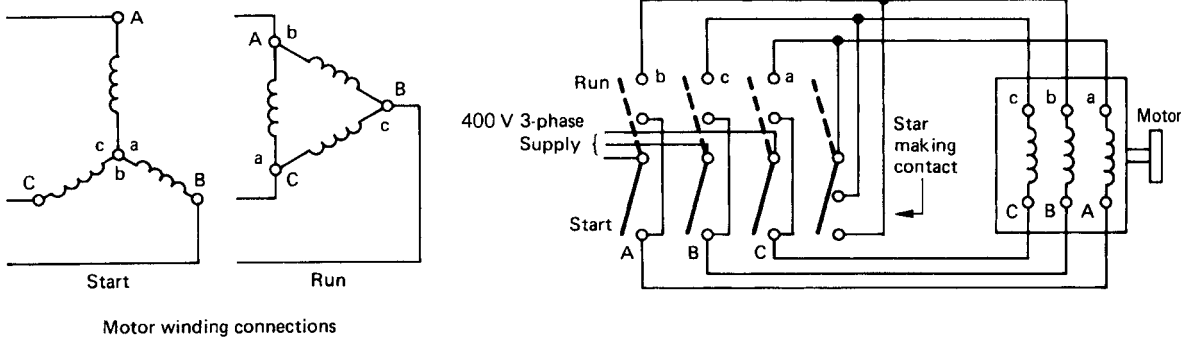 A
c a
b
C
B
Start
A b
B
c
a
C
Run
Motor winding connections
Run
b
c
a
400 V 3-phase
Supply
Start
A
B
C
Star
making
contact
c b a
C B A
Motor